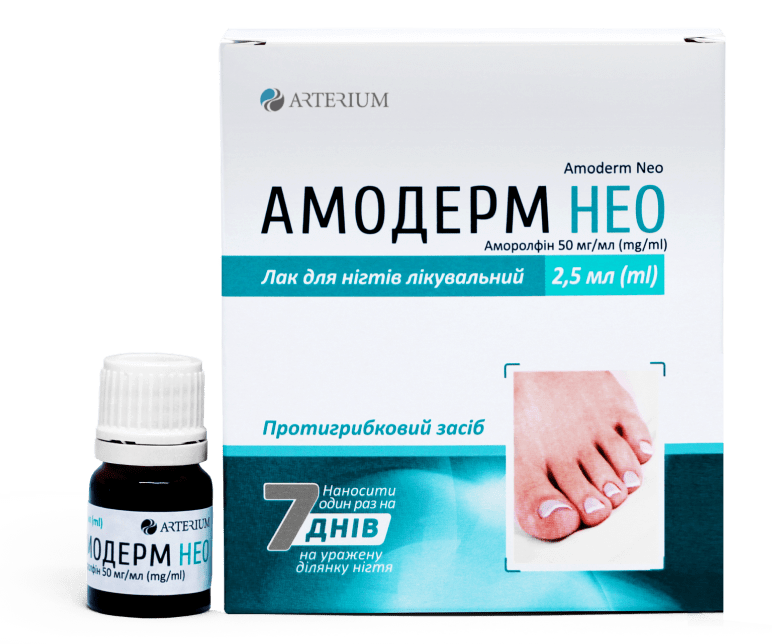 ARTERIUM
Amoderm Neo
АМОДЕРМ НЕО
Аморолфін 50 мг/мл (mg/ml)
Лак для нігтів лікувальний 2,5 мл (ml)
Протигрибковий засіб
7 Наносити
один раз на
ДНІВ
на уражену
ділянку нігтя
(ml)
ARTERIUM
МОДЕРМ НЕО
ролфін 50 мг/мл (mg/ml)